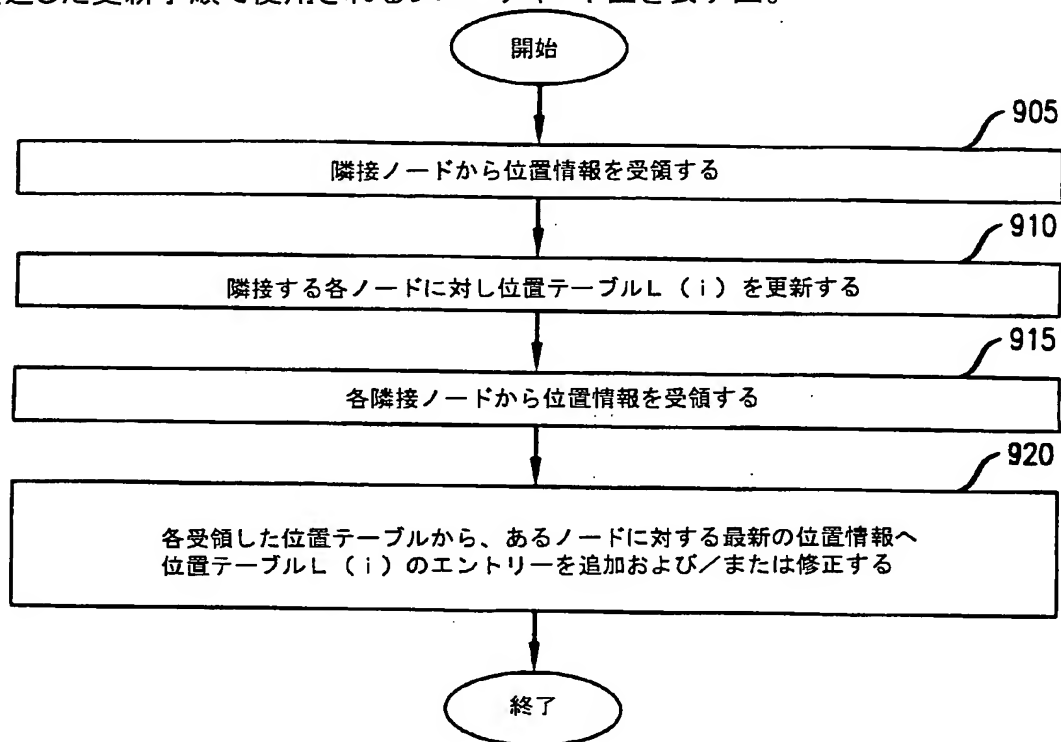 した更新手順で使用されるフローチャート図を表す図。
開始
905
隣接ノードから位置情報を受領する
910
隣接する各ノードに対し位置テーブルL（i）を更新する
915
各隣接ノードから位置情報を受領する
920
各受領した位置テーブルから、あるノードに対する最新の位置情報へ
位置テーブルL（i）のエントリーを追加および／または修正する
終了